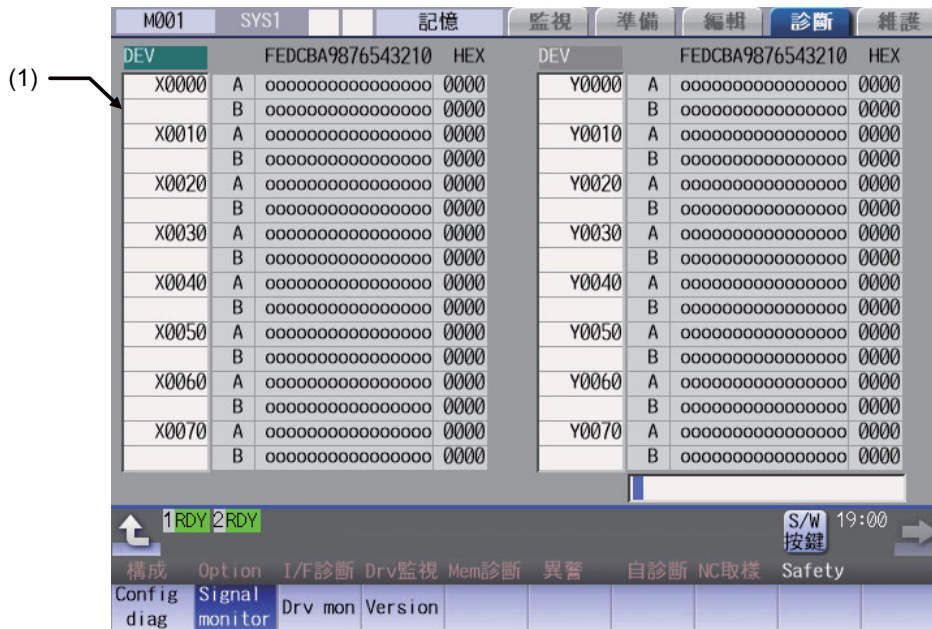 M001 SYS1 記憶 監視 準備 編輯 診斷 維護
DEV FEDCBA9876543210 HEX DEV FEDCBA9876543210 HEX
(1)
X0000 A oooooooooooooooo 0000 Y0000 A oooooooooooooooo 0000
B oooooooooooooooo 0000 B oooooooooooooooo 0000
X0010 A oooooooooooooooo 0000 Y0010 A oooooooooooooooo 0000
B oooooooooooooooo 0000 B oooooooooooooooo 0000
X0020 A oooooooooooooooo 0000 Y0020 A oooooooooooooooo 0000
B oooooooooooooooo 0000 B oooooooooooooooo 0000
X0030 A oooooooooooooooo 0000 Y0030 A oooooooooooooooo 0000
B oooooooooooooooo 0000 B oooooooooooooooo 0000
X0040 A oooooooooooooooo 0000 Y0040 A oooooooooooooooo 0000
B oooooooooooooooo 0000 B oooooooooooooooo 0000
X0050 A oooooooooooooooo 0000 Y0050 A oooooooooooooooo 0000
B oooooooooooooooo 0000 B oooooooooooooooo 0000
X0060 A oooooooooooooooo 0000 Y0060 A oooooooooooooooo 0000
B oooooooooooooooo 0000 B oooooooooooooooo 0000
X0070 A oooooooooooooooo 0000 Y0070 A oooooooooooooooo 0000
B oooooooooooooooo 0000 B oooooooooooooooo 0000
1 RDY 2 RDY S/W 按鍵 19:00
構成 Option I/F診斷 Drv監視 Mem診斷 異警 自診斷 NC取樣 Safety
Config diag Signal monitor Drv mon Version